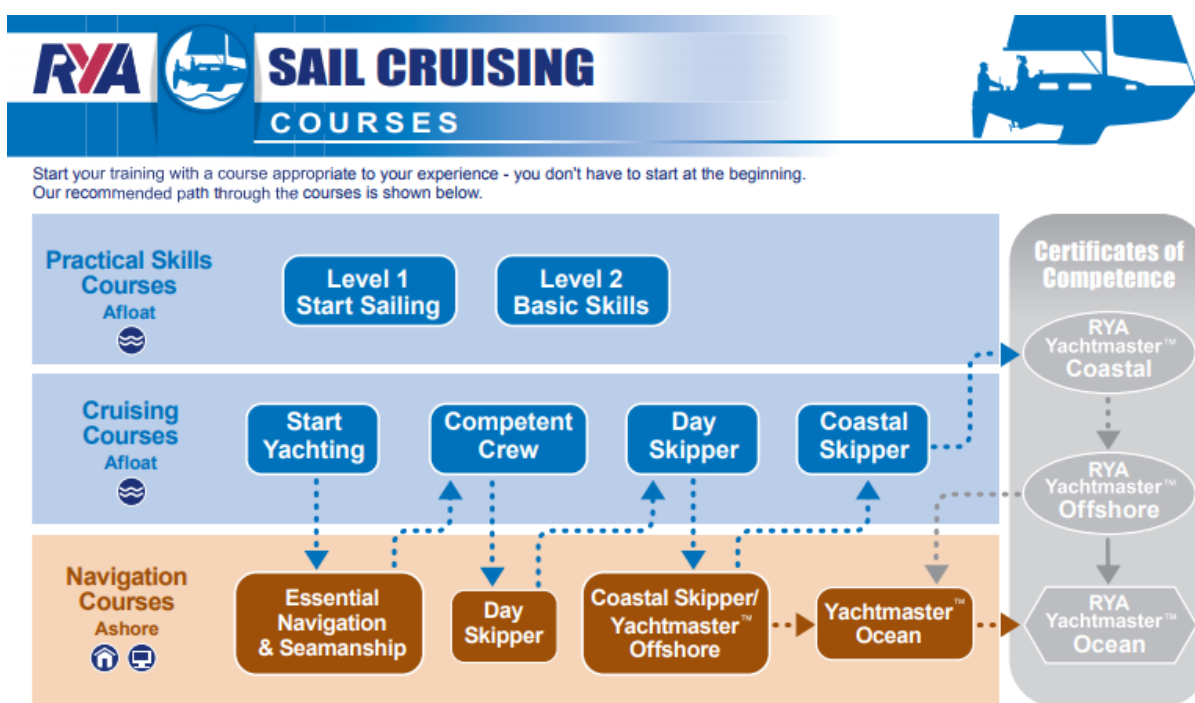 RYA
SAIL CRUISING
COURSES
Start your training with a course appropriate to your experience - you don't have to start at the beginning.
Our recommended path through the courses is shown below.
Practical Skills
Courses
Afloat
Level 1
Start Sailing
Level 2
Basic Skills
Certificates of
Competence
RYA
Yachtmaster™
Coastal
Cruising
Courses
Afloat
Start
Yachting
Competent
Crew
Day
Skipper
Coastal
Skipper
RYA
Yachtmaster™
Offshore
Navigation
Courses
Ashore
Essential
Navigation
& Seamanship
Day
Skipper
Coastal Skipper/
Yachtmaster™
Offshore
Yachtmaster™
Ocean
RYA
Yachtmaster™
Ocean